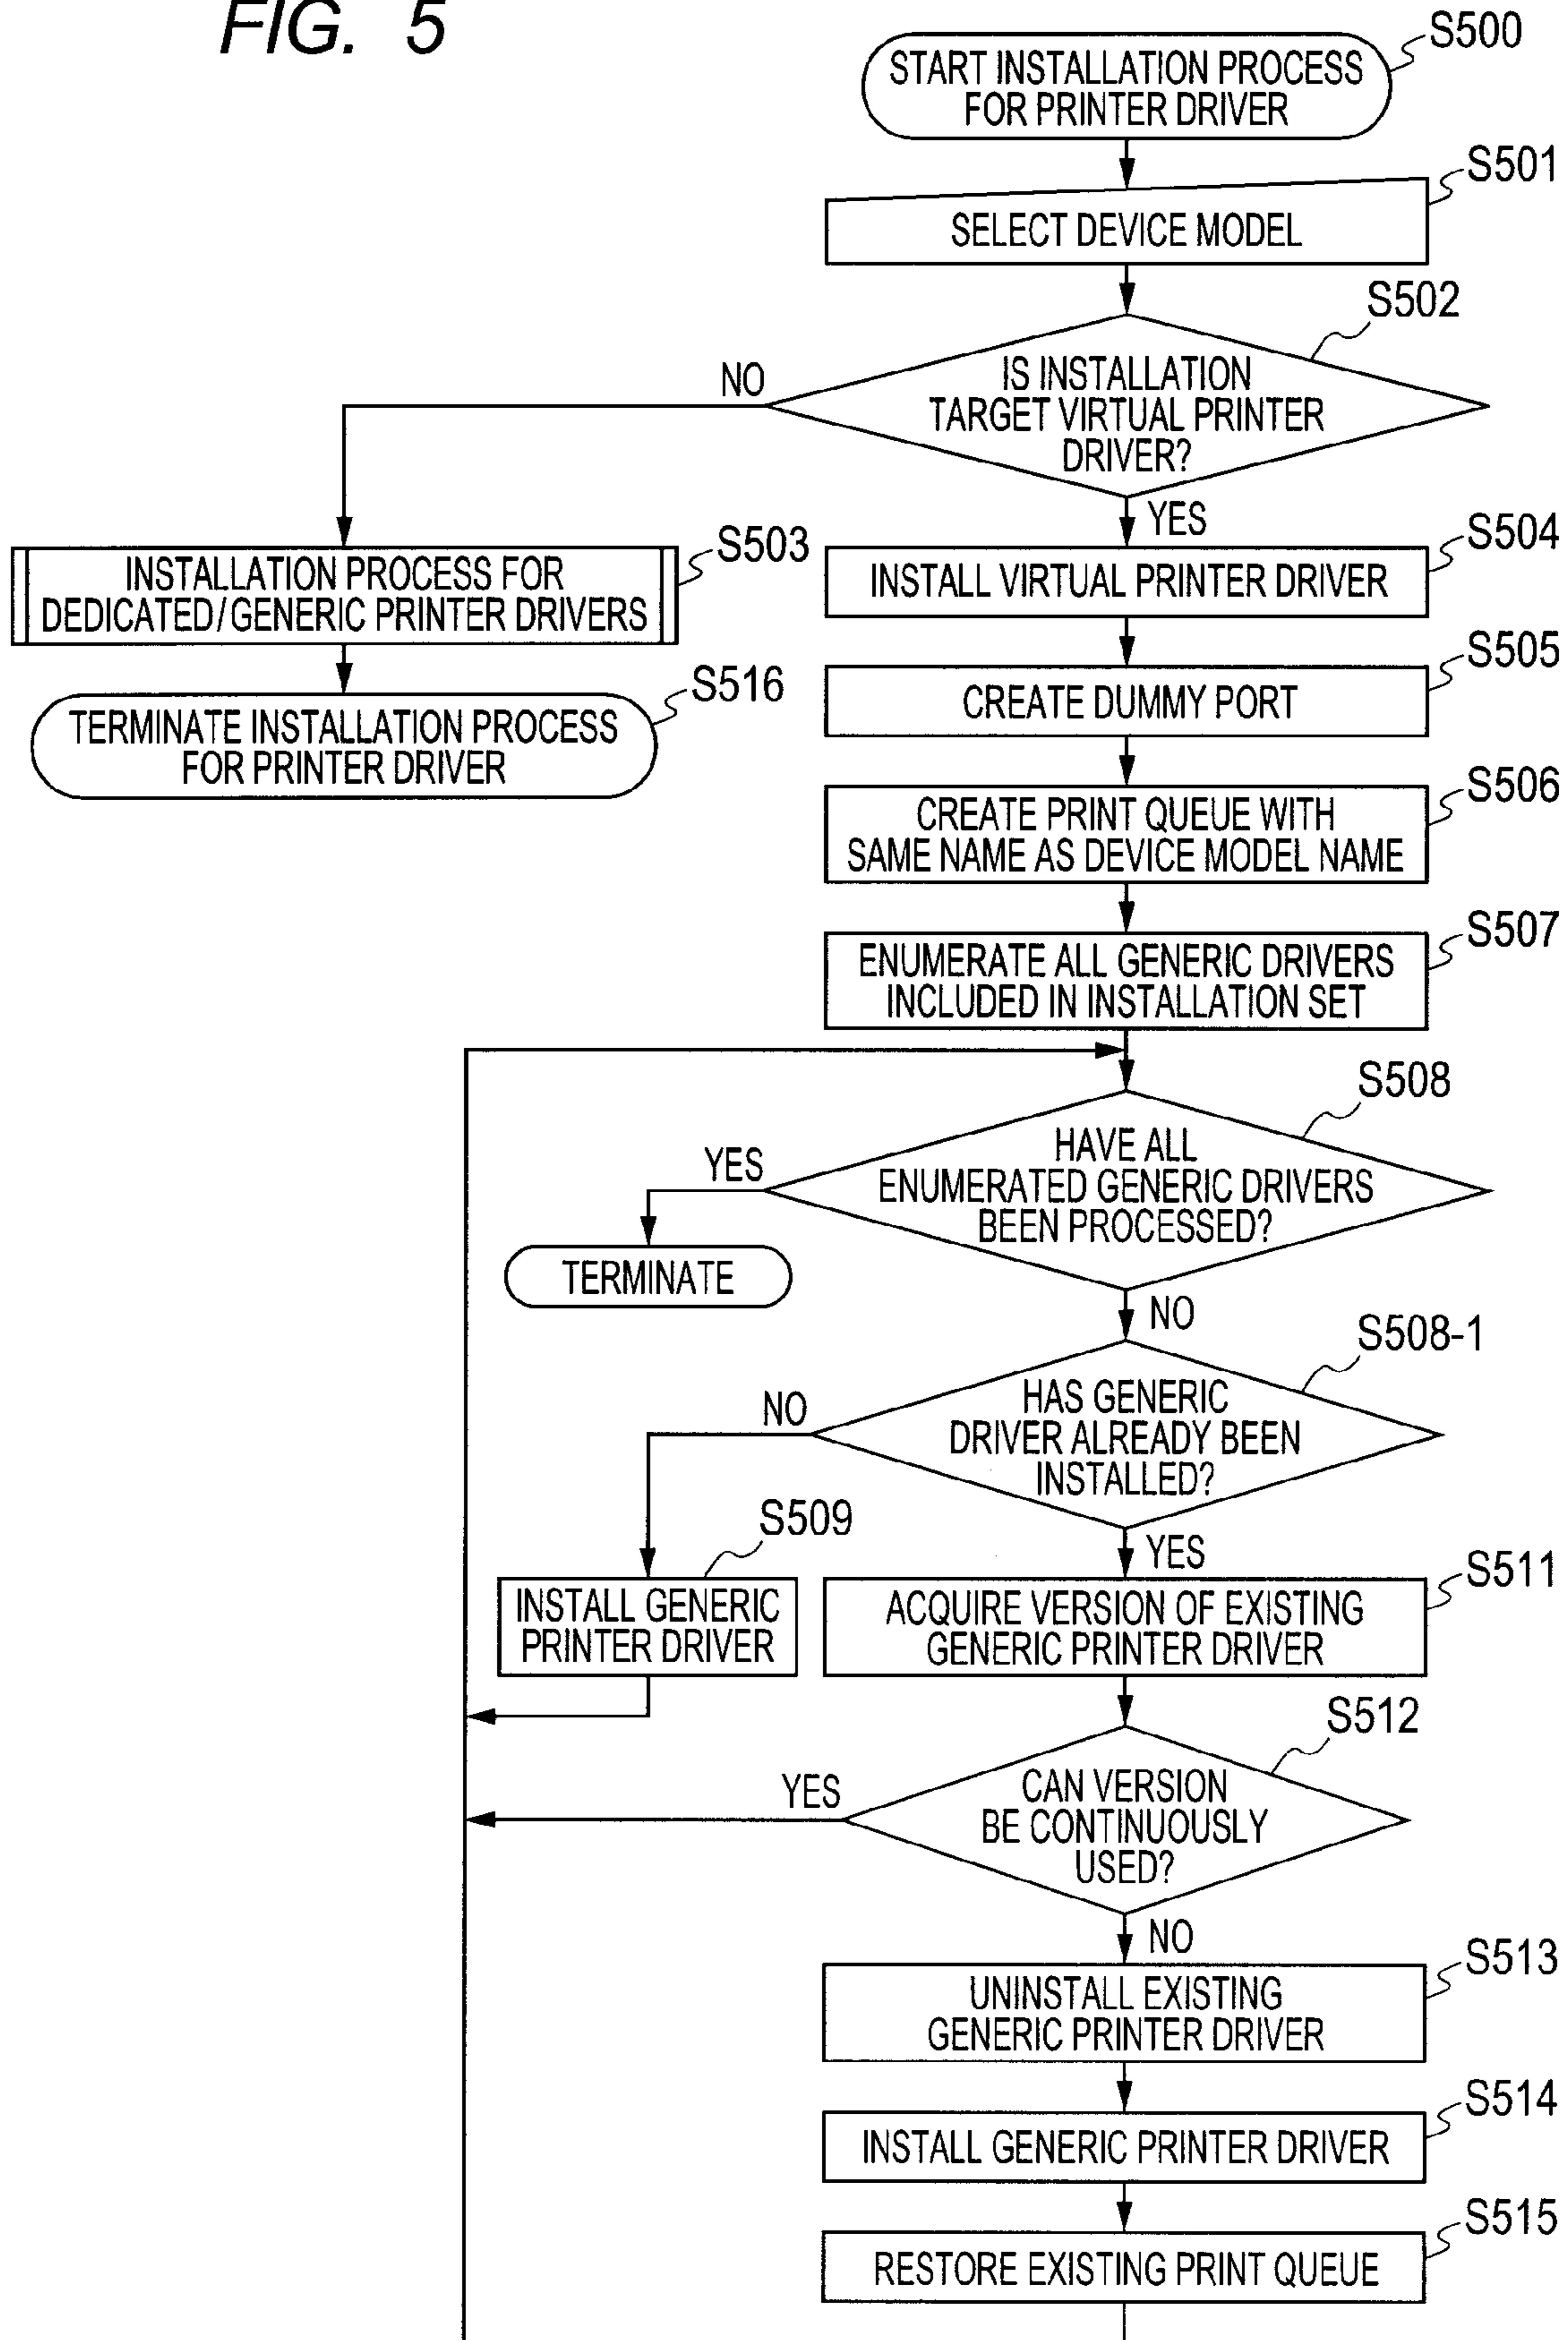 FIG. 5
S500
START INSTALLATION PROCESS
FOR PRINTER DRIVER
S501
SELECT DEVICE MODEL
S502
IS INSTALLATION
TARGET VIRTUAL PRINTER
DRIVER?
NO
YES
S503
INSTALLATION PROCESS FOR
DEDICATED/GENERIC PRINTER DRIVERS
S504
INSTALL VIRTUAL PRINTER DRIVER
S516
TERMINATE INSTALLATION PROCESS
FOR PRINTER DRIVER
S505
CREATE DUMMY PORT
S506
CREATE PRINT QUEUE WITH
SAME NAME AS DEVICE MODEL NAME
S507
ENUMERATE ALL GENERIC DRIVERS
INCLUDED IN INSTALLATION SET
S508
HAVE ALL
ENUMERATED GENERIC DRIVERS
BEEN PROCESSED?
YES
TERMINATE
NO
S508-1
HAS GENERIC
DRIVER ALREADY BEEN
INSTALLED?
NO
YES
S509
INSTALL GENERIC
PRINTER DRIVER
S511
ACQUIRE VERSION OF EXISTING
GENERIC PRINTER DRIVER
S512
CAN VERSION
BE CONTINUOUSLY
USED?
YES
NO
S513
UNINSTALL EXISTING
GENERIC PRINTER DRIVER
S514
INSTALL GENERIC PRINTER DRIVER
S515
RESTORE EXISTING PRINT QUEUE